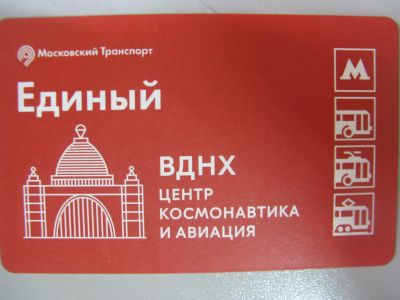 Московский Транспорт
Единый
М
ВДНХ
ЦЕНТР
КОСМОНАВТИКА
И АВИАЦИЯ